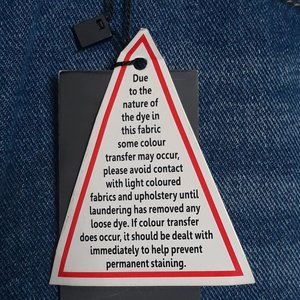 Due
to the
nature of
the dye in
this fabric
some colour
transfer may occur,
please avoid contact
with light coloured
fabrics and upholstery until
laundering has removed any
loose dye. If colour transfer
does occur, it should be dealt with
immediately to help prevent
permanent staining.